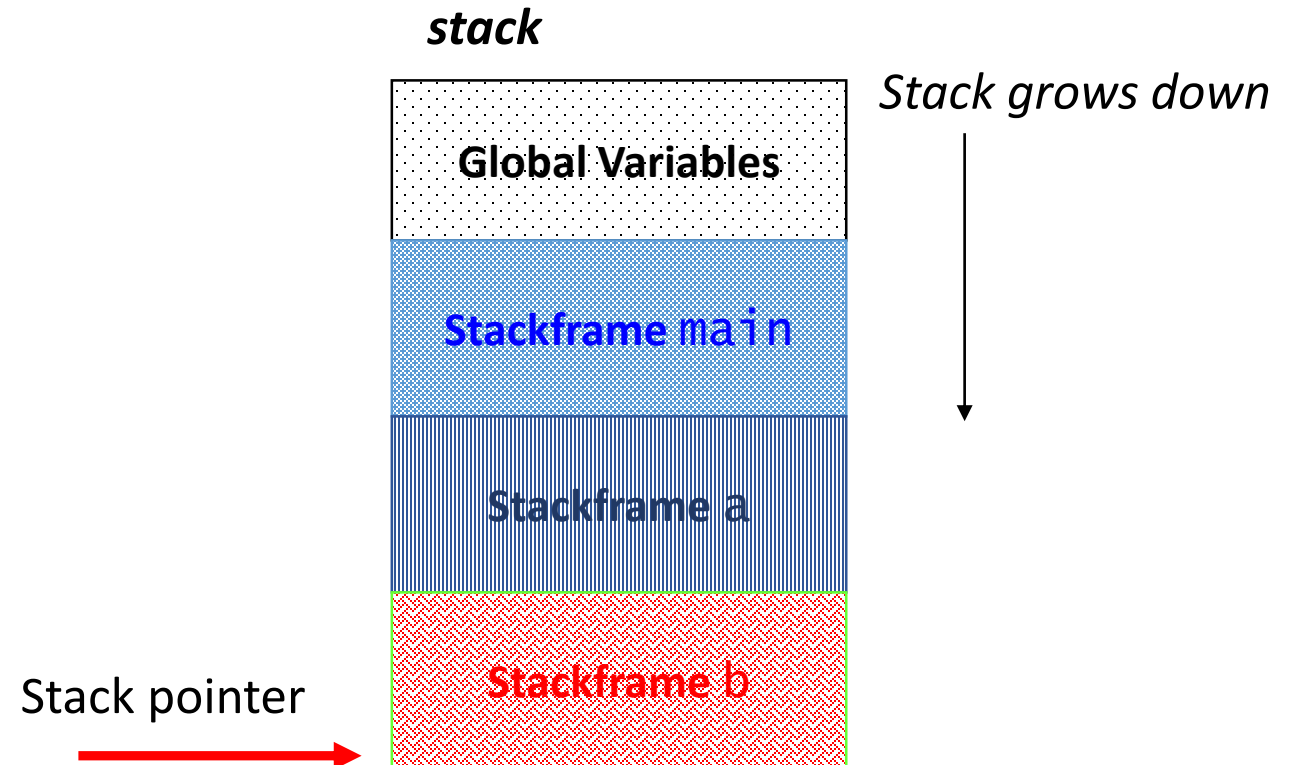 stack
Stack grows down
Global Variables
Stackframe main
Stackframe a
Stackframe b
Stack pointer